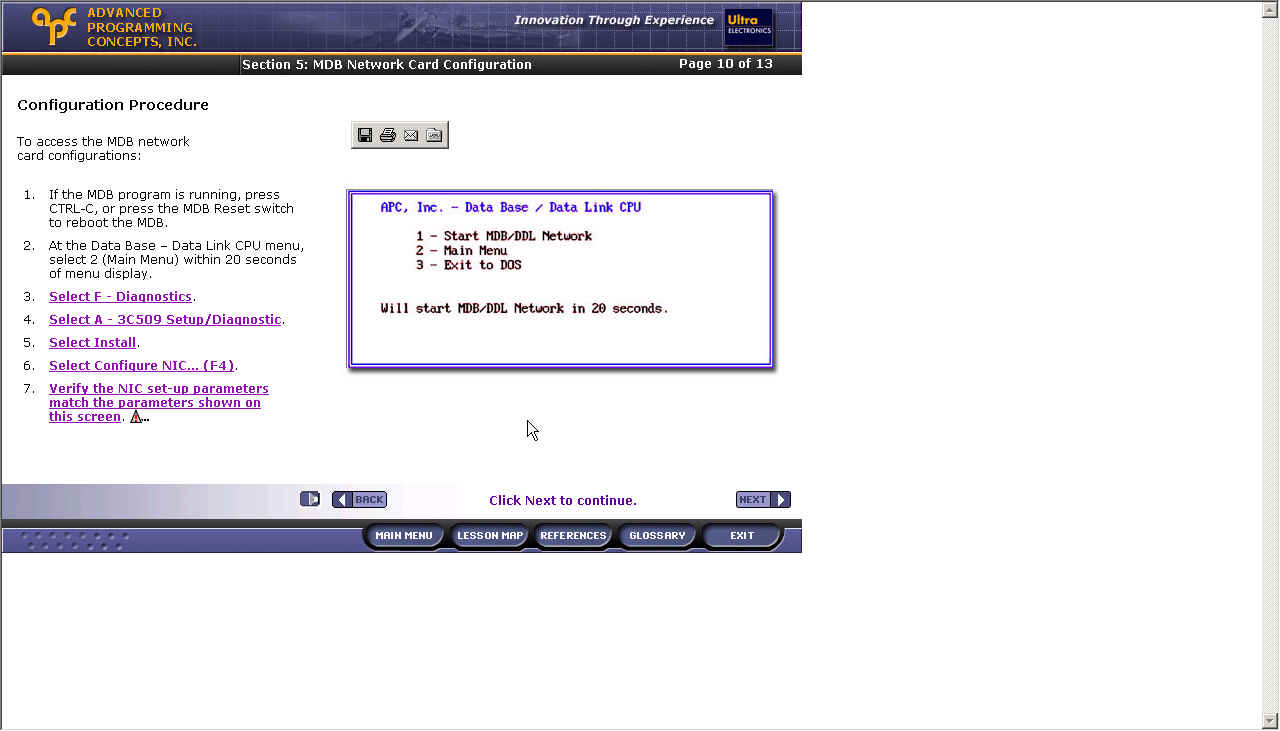 ADVANCED
PROGRAMMING
CONCEPTS, INC.
Innovation Through Experience
Ultra
ELECTRONICS
Section 5: MDB Network Card Configuration
Page 10 of 13
Configuration Procedure
To access the MDB network
card configurations:
1. If the MDB program is running, press
CTRL-C, or press the MDB Reset switch
to reboot the MDB.
2. At the Data Base – Data Link CPU menu,
select 2 (Main Menu) within 20 seconds
of menu display.
3. Select F - Diagnostics.
4. Select A - 3C509 Setup/Diagnostic.
5. Select Install.
6. Select Configure NIC... (F4).
7. Verify the NIC set-up parameters
match the parameters shown on
this screen. ...
APC, Inc. - Data Base / Data Link CPU
1 - Start MDB/DDL Network
2 - Main Menu
3 - Exit to DOS
Will start MDB/DDL Network in 20 seconds.
BACK
Click Next to continue.
NEXT
MAIN MENU
LESSON MAP
REFERENCES
GLOSSARY
EXIT